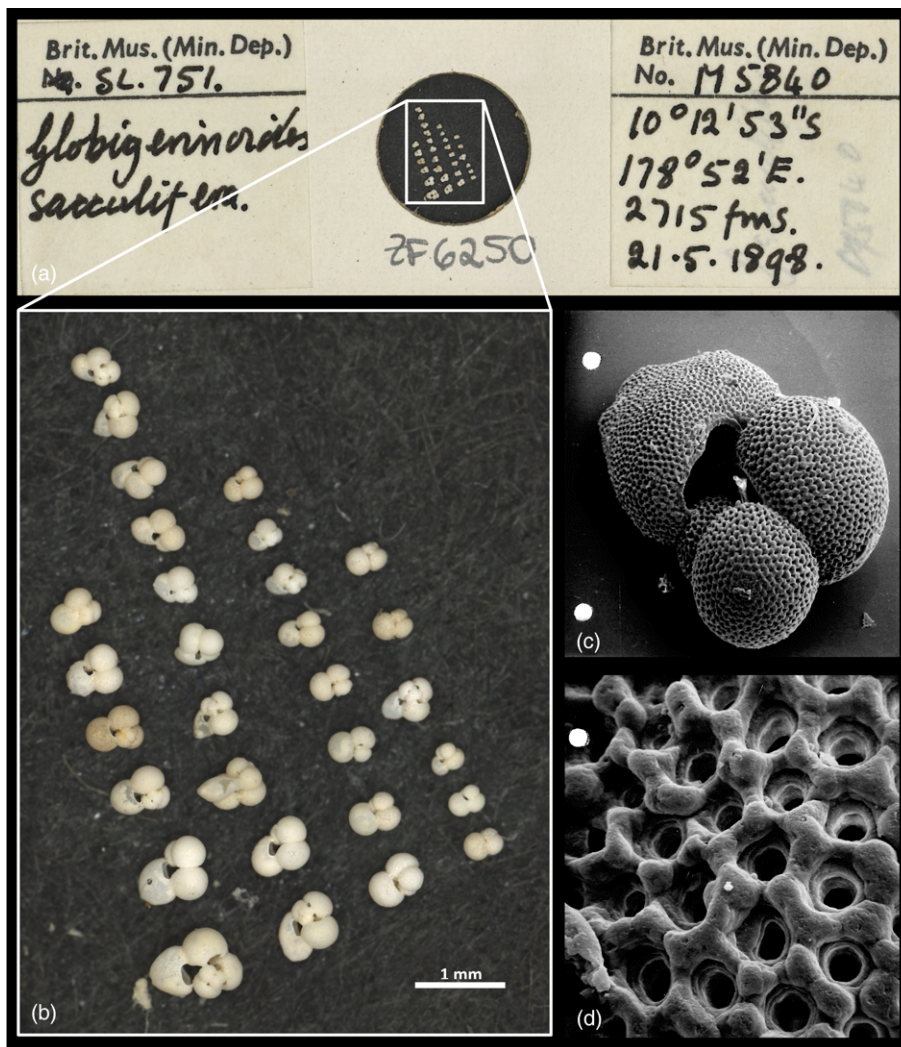 Brit. Mus. (Min. Dep.)
No. SL. 751.
Globigerinoides
sacculifera.
(a)
ZF6250
Brit. Mus. (Min. Dep.)
No. M5840
10° 12' 53"S
178° 52' E.
2715 fms.
21.5.1898.
(b)
1 mm
(c)
(d)